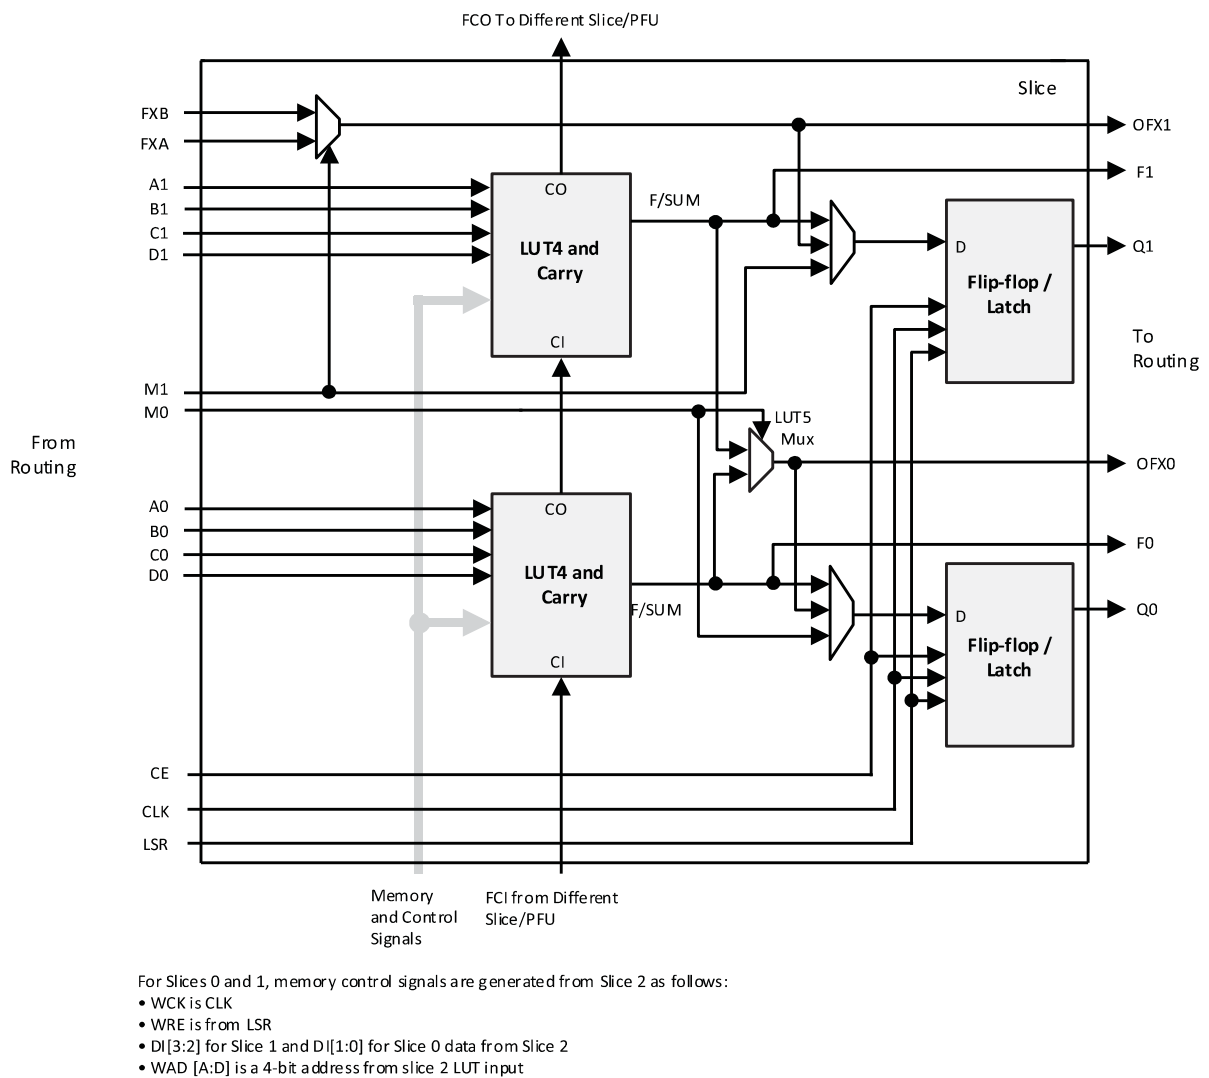 FCO To Different Slice/PFU
Slice
FXB
OFX1
FXA
F1
A1
CO
F/SUM
B1
C1
D1
LUT4 and
Carry
D
Q1
Flip-flop /
Latch
CI
To
Routing
M1
M0
LUT5
Mux
From
Routing
OFX0
A0
CO
B0
C0
D0
F0
LUT4 and
Carry
F/SUM
D
Q0
Flip-flop /
Latch
CI
CE
CLK
LSR
Memory
and Control
Signals
FCI from Different
Slice/PFU
For Slices 0 and 1, memory control signals are generated from Slice 2 as follows:
• WCK is CLK
• WRE is from LSR
• DI[3:2] for Slice 1 and DI[1:0] for Slice 0 data from Slice 2
• WAD [A:D] is a 4-bit address from slice 2 LUT input